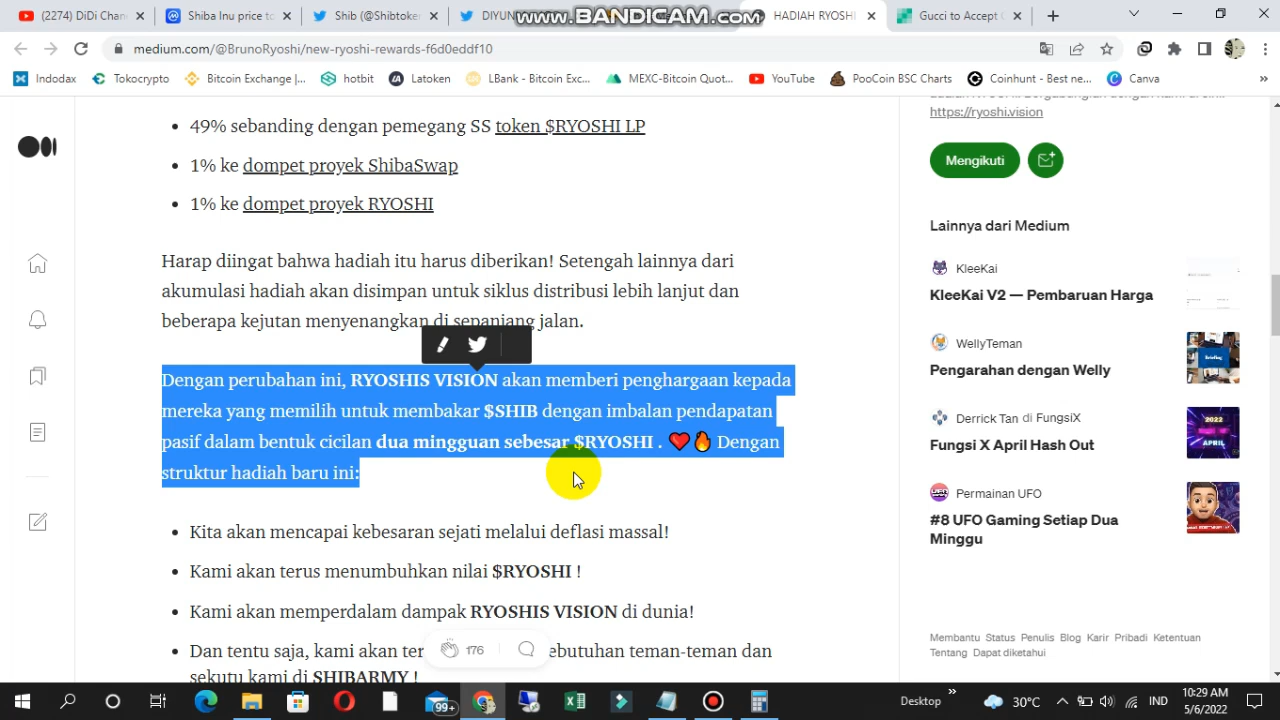 (2274) DiDi Chan
Shiba Inu price to
Shib (@Shibtoken
DIYUN
HADIAH RYOSHI
Gucci to Accept C
www.BANDICAM.com
medium.com/@BrunoRyoshi/new-ryoshi-rewards-f6d0eddf10
Indodax
Tokocrypto
Bitcoin Exchange |...
hotbit
Latoken
LBank - Bitcoin Exc...
MEXC-Bitcoin Quot...
YouTube
PooCoin BSC Charts
Coinhunt - Best ne...
Canva
»
49% sebanding dengan pemegang SS token $RYOSHI LP
1% ke dompet proyek ShibaSwap
1% ke dompet proyek RYOSHI
Harap diingat bahwa hadiah itu harus diberikan! Setengah lainnya dari
akumulasi hadiah akan disimpan untuk siklus distribusi lebih lanjut dan
beberapa kejutan menyenangkan di sepanjang jalan.
Dengan perubahan ini, RYOSHIS VISION akan memberi penghargaan kepada
mereka yang memilih untuk membakar $SHIB dengan imbalan pendapatan
pasif dalam bentuk cicilan dua mingguan sebesar $RYOSHI . ❤️🔥 Dengan
struktur hadiah baru ini:
Kita akan mencapai kebesaran sejati melalui deflasi massal!
Kami akan terus menumbuhkan nilai $RYOSHI !
Kami akan memperdalam dampak RYOSHIS VISION di dunia!
Dan tentu saja, kami akan ter ebutuhan teman-teman dan
sekutu kami di SHIBARMY !
176
https://ryoshi.vision
Mengikuti
Lainnya dari Medium
KleeKai
KleeKai V2 — Pembaruan Harga
WellyTeman
Pengarahan dengan Welly
Derrick Tan di FungsiX
Fungsi X April Hash Out
Permainan UFO
#8 UFO Gaming Setiap Dua
Minggu
Membantu Status Penulis Blog Karir Pribadi Ketentuan
Tentang Dapat diketahui
99+
Desktop
»
30°C
IND
10:29 AM
5/6/2022